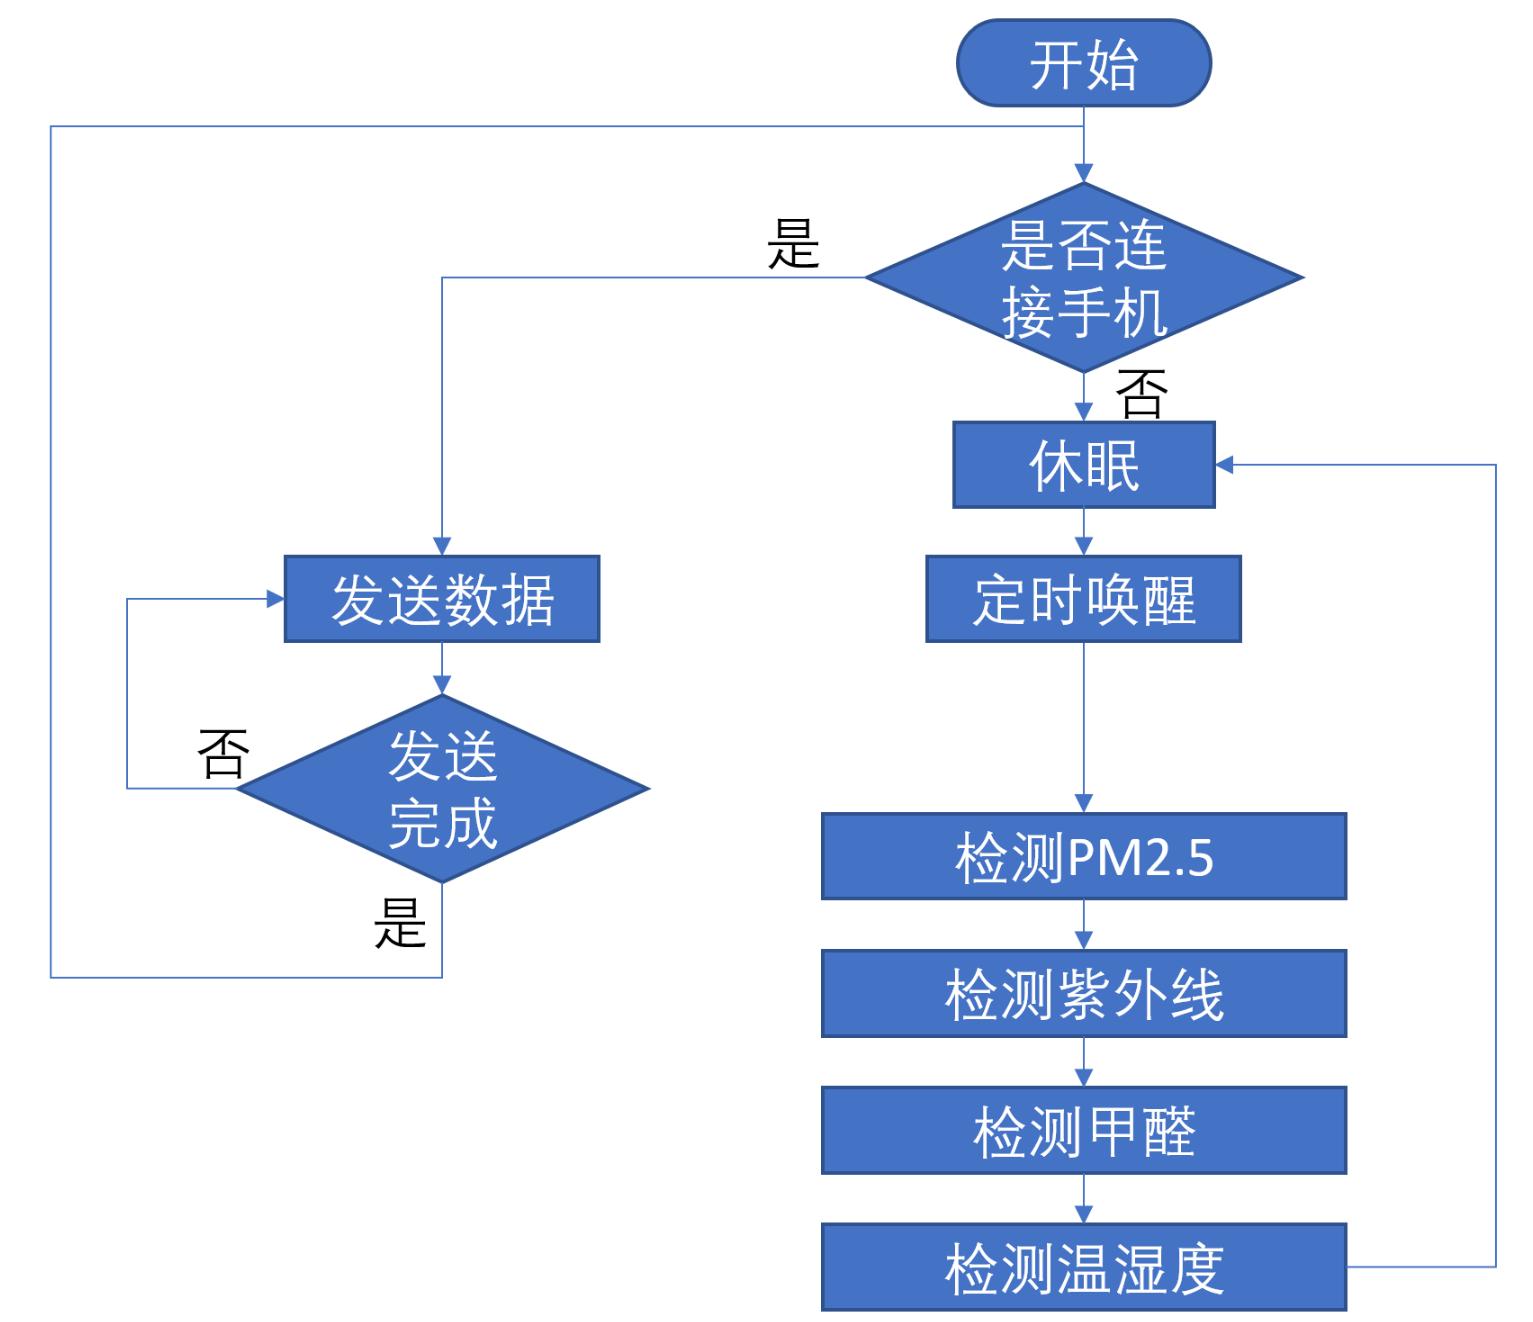 开始
是
是否连
接手机
否
休眠
发送数据
定时唤醒
否
发送
完成
是
检测PM2.5
检测紫外线
检测甲醛
检测温湿度